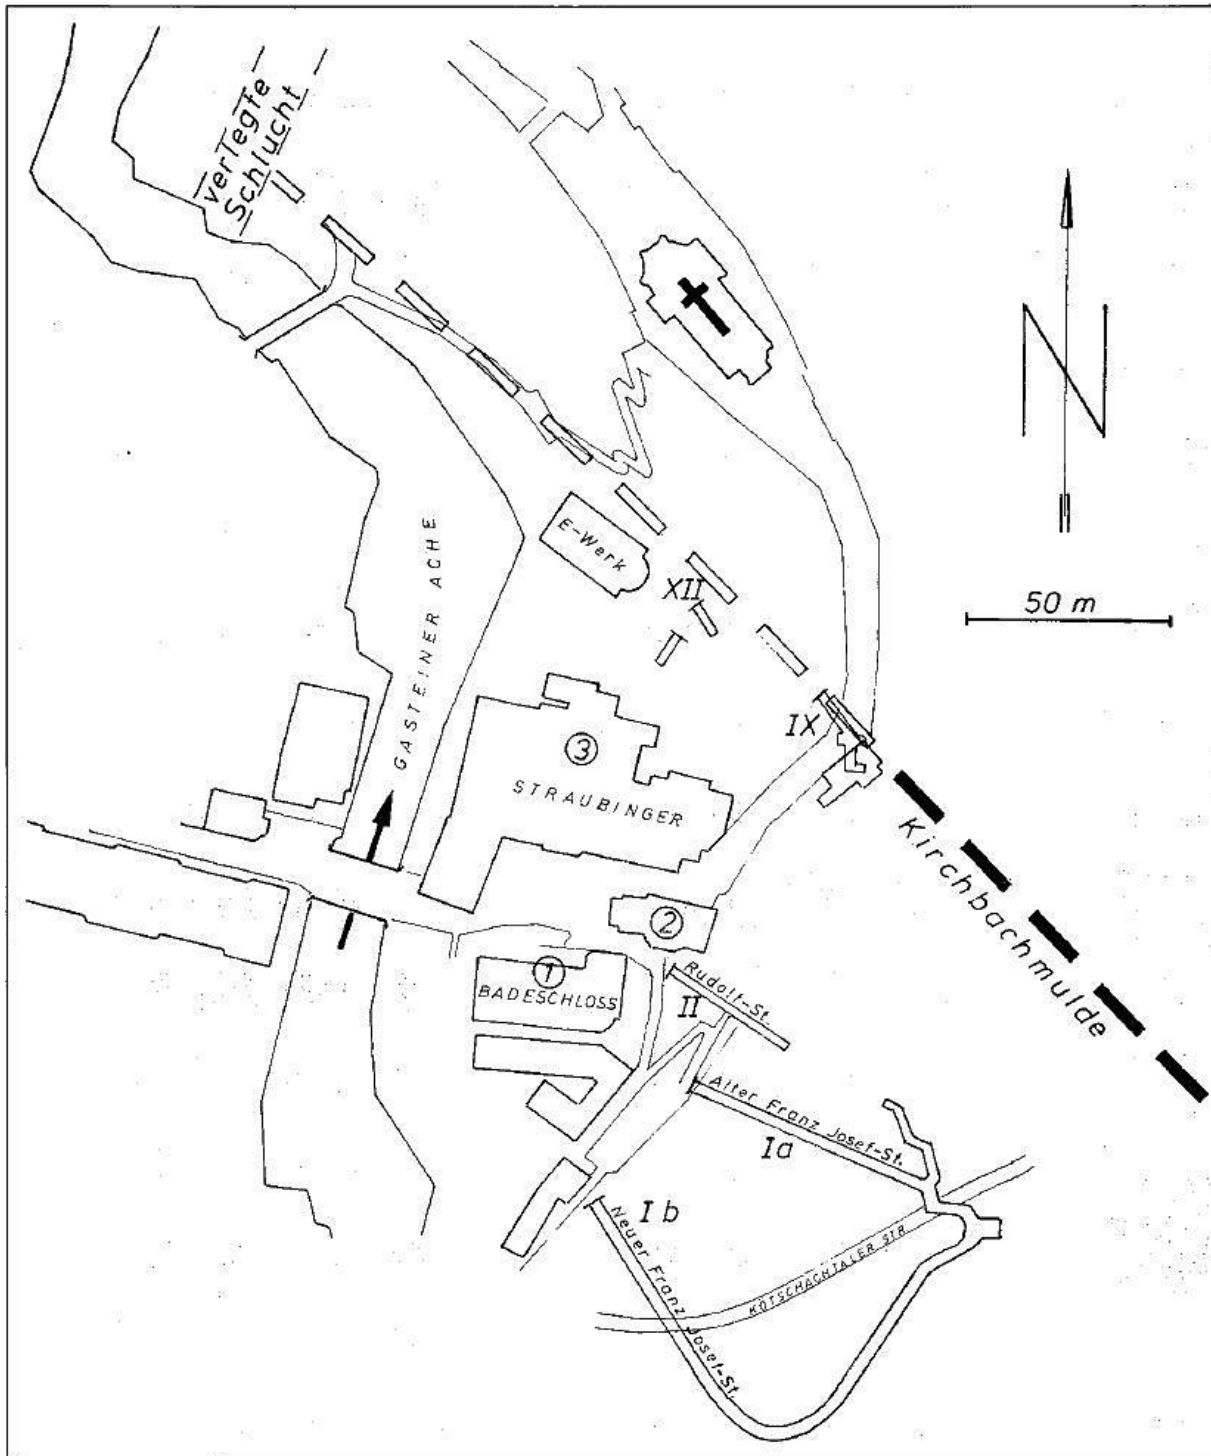 verlegte
Schlucht
N
50 m
E-Werk
XII
GASTEINER ACHE
IX
3
STRAUBINGER
Kirchbachmulde
2
1
BADESCHLOSS
Rudolf-St.
II
Alter Franz Josef-St.
Ia
Ib
Neuer Franz Josef-St.
KÖTSCHACHTALER STR